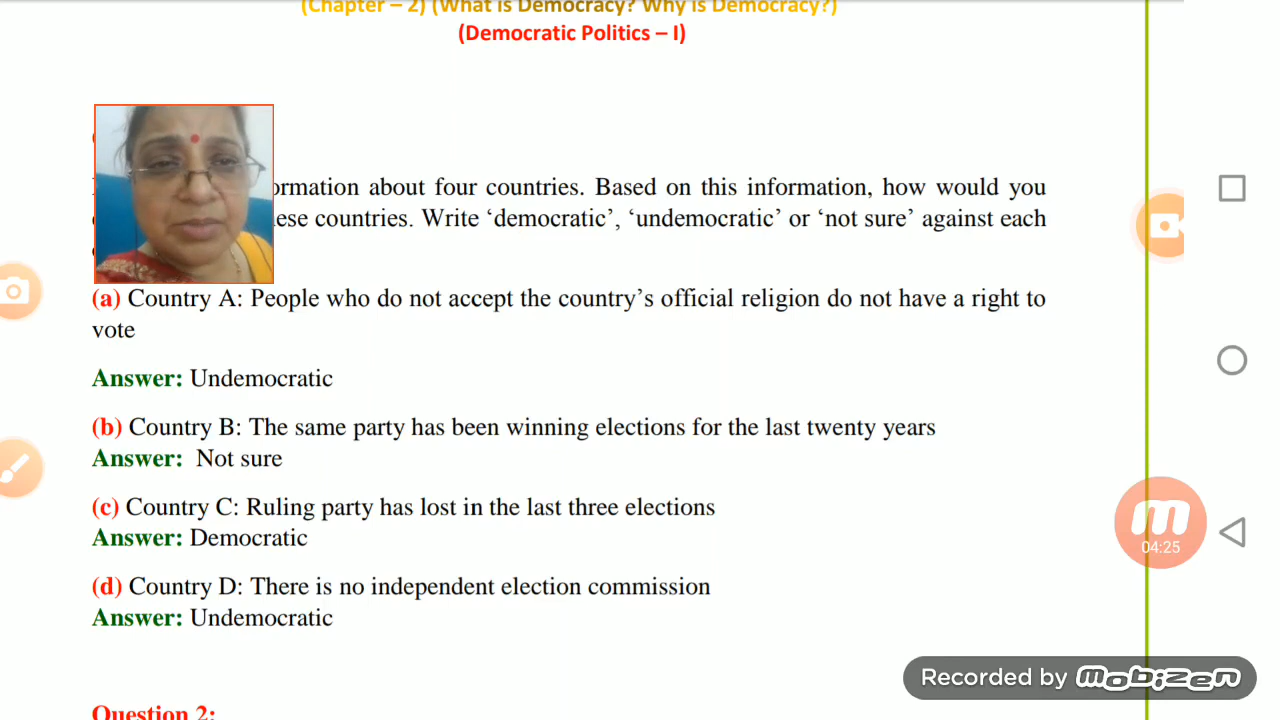 (Chapter – 2) (What is Democracy? Why is Democracy?)
(Democratic Politics – I)
ormation about four countries. Based on this information, how would you
ese countries. Write ‘democratic’, ‘undemocratic’ or ‘not sure’ against each
(a) Country A: People who do not accept the country’s official religion do not have a right to
vote
Answer: Undemocratic
(b) Country B: The same party has been winning elections for the last twenty years
Answer: Not sure
(c) Country C: Ruling party has lost in the last three elections
Answer: Democratic
04:25
(d) Country D: There is no independent election commission
Answer: Undemocratic
Recorded by mobizen
Question 2: